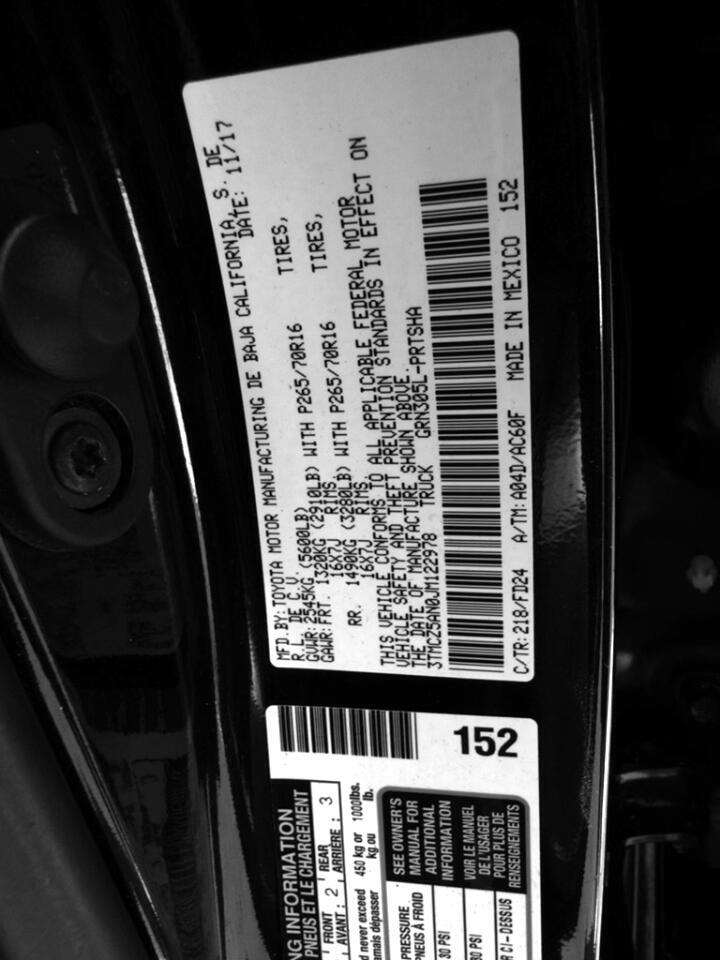 MFD.BY:TOYOTA MOTOR MANUFACTURING DE BAJA CALIFORNIA, S. DE
R.L. DE C.V. DATE: 11/17
GVWR:2545KG (5600LB)
GAWR:FRT. 1320KG (2910LB) WITH P265/70R16 TIRES,
16X7J RIMS,
RR. 1490KG (3280LB) WITH P265/70R16 TIRES,
16X7J RIMS.
THIS VEHICLE CONFORMS TO ALL APPLICABLE FEDERAL MOTOR
VEHICLE SAFETY AND THEFT PREVENTION STANDARDS IN EFFECT ON
THE DATE OF MANUFACTURE SHOWN ABOVE.
3TMCZ5AN0JM122978 TRUCK GRN305L-PRTSHA
C/TR:218/FD24 A/TM:A04D/AC60F MADE IN MEXICO 152
152
NG INFORMATION
PNEUS ET LE CHARGEMENT
FRONT 2 REAR 3
AVANT : ARRIÈRE :
d never exceed 450 kg or 1000lbs.
amais dépasser kg.ou lb.
SEE OWNER'S
MANUAL FOR
ADDITIONAL
INFORMATION
VOIR LE MANUEL
DE L'USAGER
POUR PLUS DE
RENSEIGNEMENTS
PRESSURE
PNEUS À FROID
30 PSI
30 PSI
R CI-DESSUS